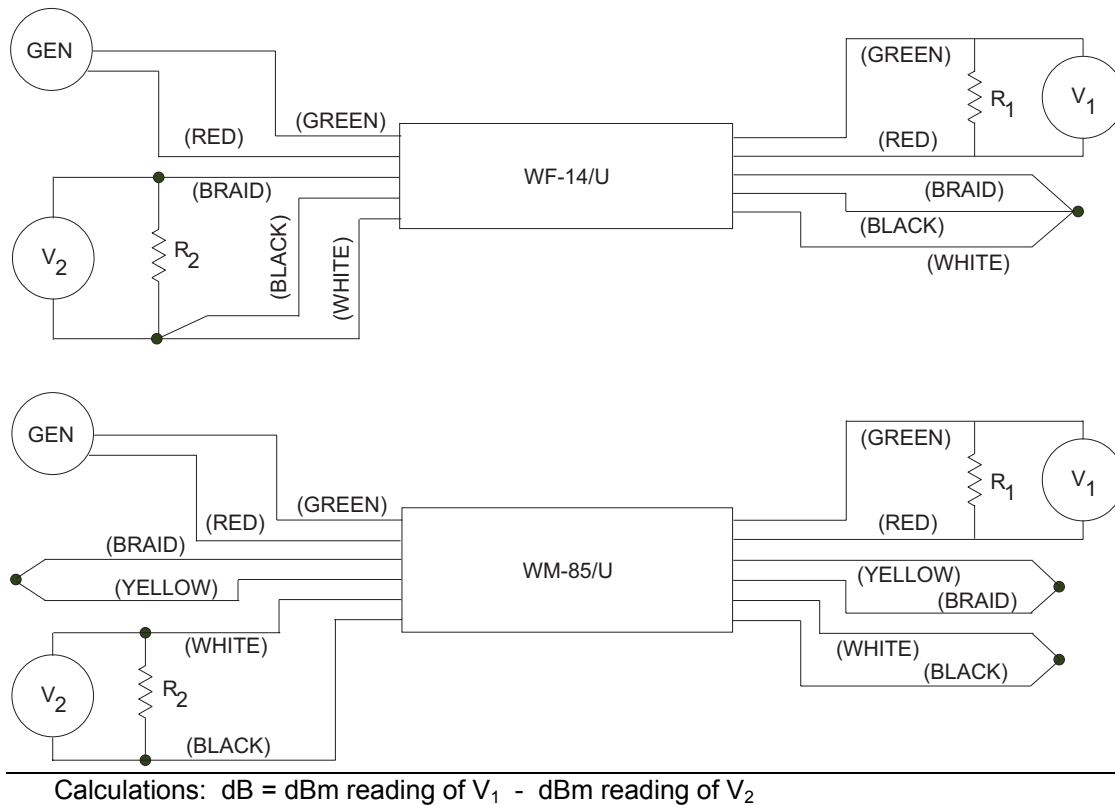 GEN
(GREEN)
(RED)
(BRAID)
(BLACK)
(WHITE)
V2
R2
WF-14/U
(GREEN)
(RED)
R1
V1
(BRAID)
(BLACK)
(WHITE)
GEN
(GREEN)
(RED)
(BRAID)
(YELLOW)
(WHITE)
V2
R2
(BLACK)
WM-85/U
(GREEN)
(RED)
R1
V1
(YELLOW)
(BRAID)
(WHITE)
(BLACK)
Calculations: dB = dBm reading of V1 - dBm reading of V2